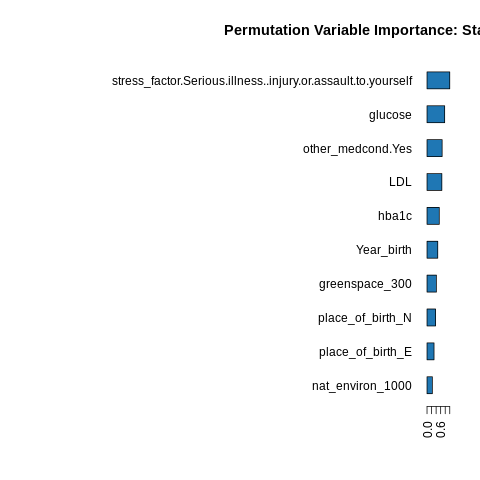 Permutation Variable Importance: Sta
stress_factor.Serious.illness..injury.or.assault.to.yourself
glucose
other_medcond.Yes
LDL
hba1c
Year_birth
greenspace_300
place_of_birth_N
place_of_birth_E
nat_environ_1000
0.0
0.6